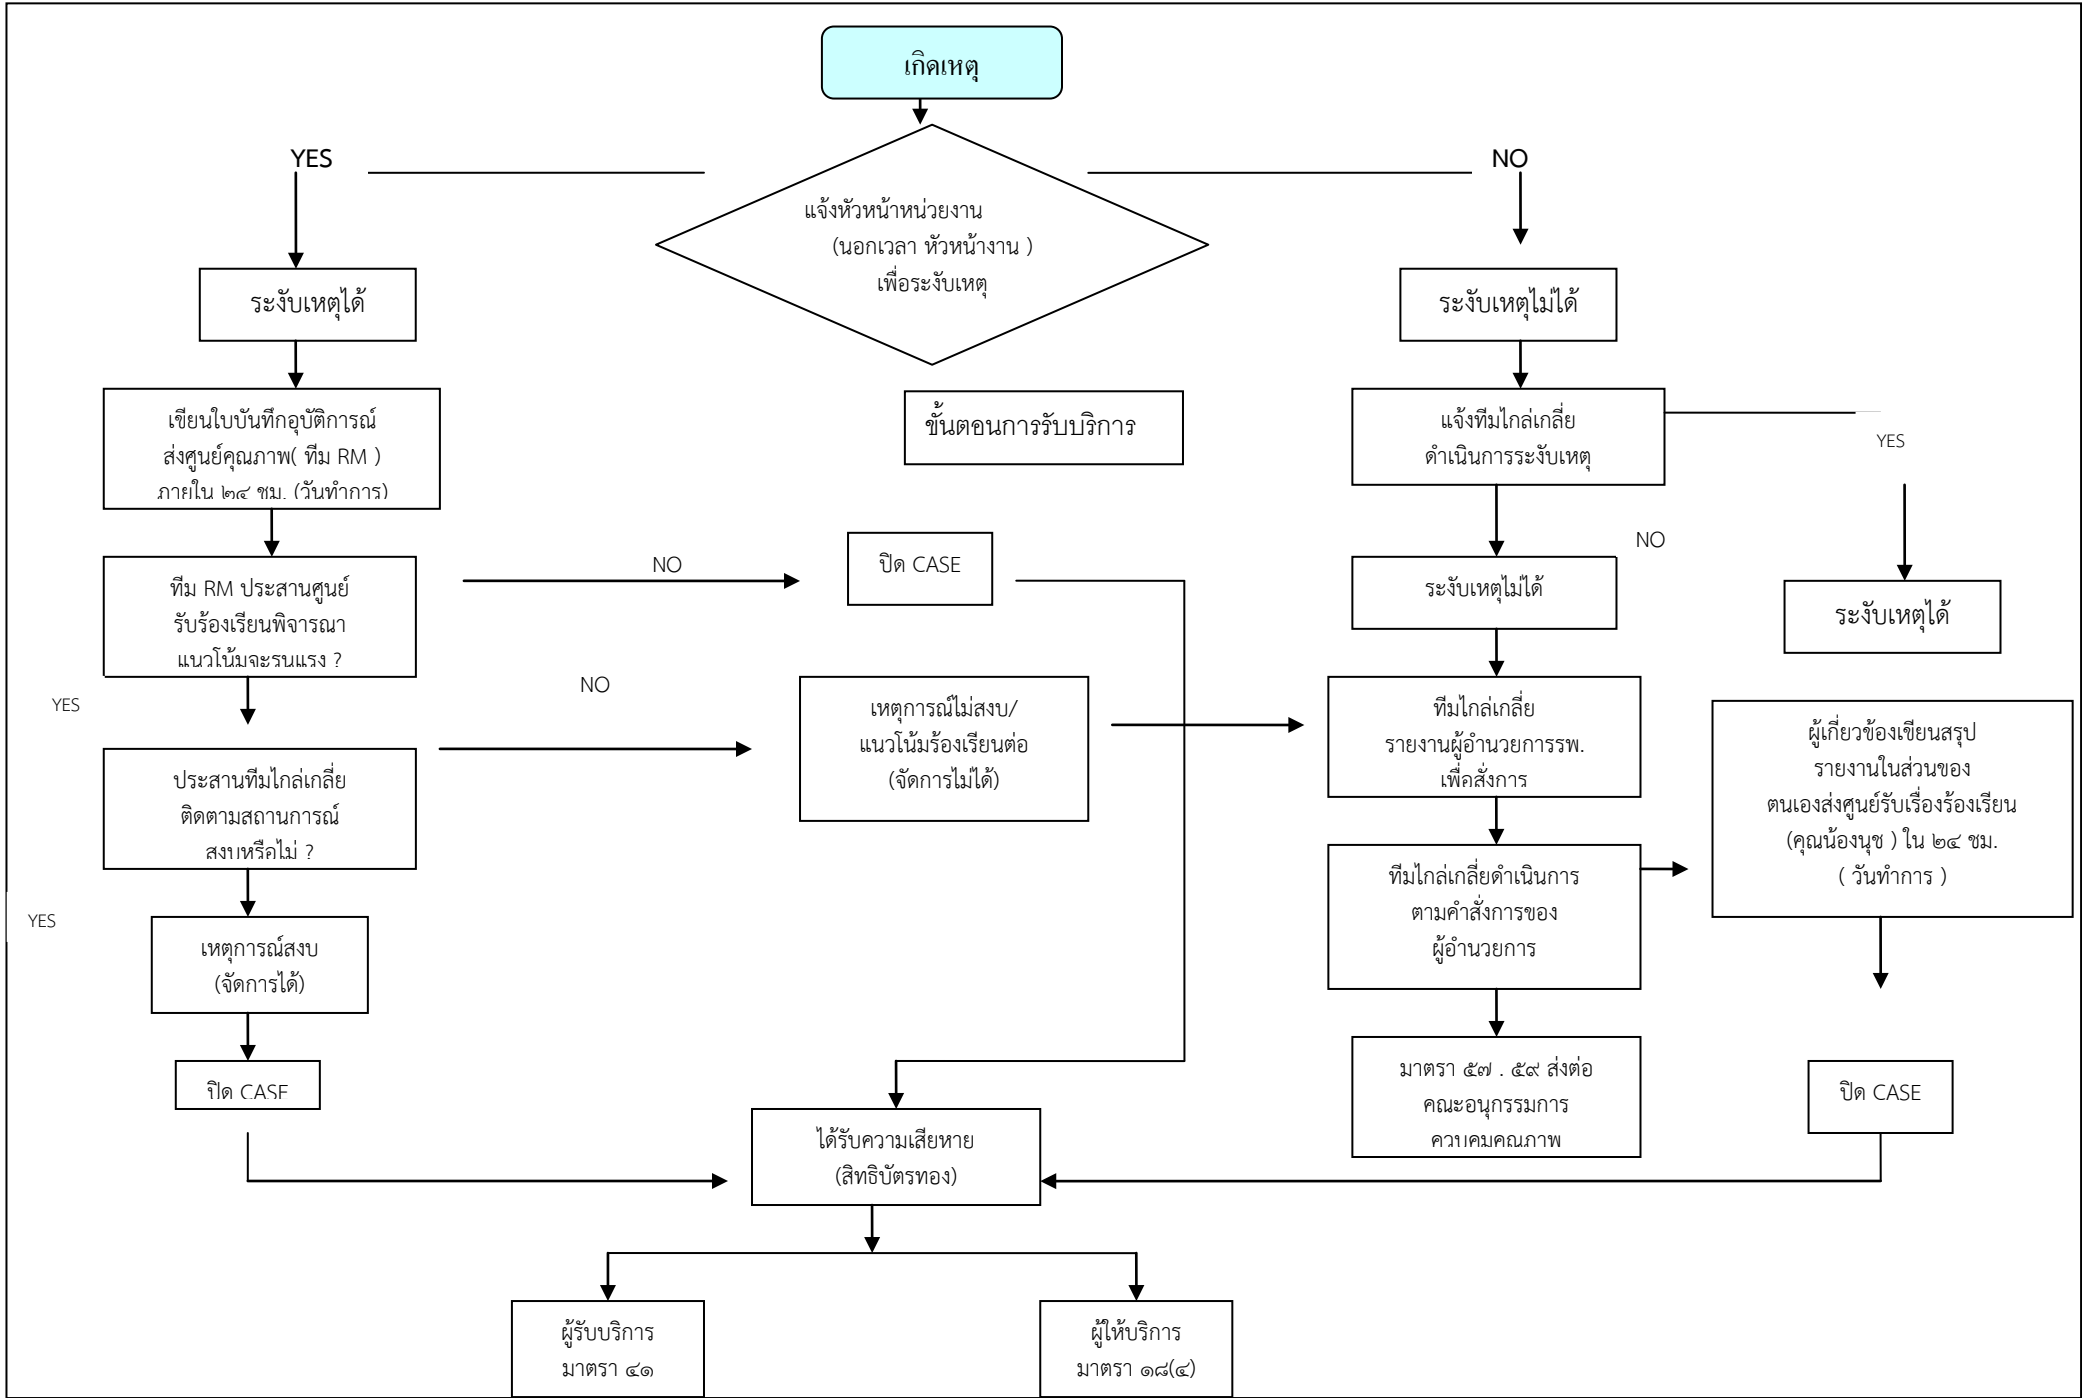 เกิดเหตุ
YES
NO
แจ้งหัวหน้าหน่วยงาน
(นอกเวลา หัวหน้างาน )
เพื่อระงับเหตุ
ระงับเหตุได้
ระงับเหตุไม่ได้
ขั้นตอนการรับบริการ
เขียนใบบันทึกอุบัติการณ์
ส่งศูนย์คุณภาพ( ทีม RM )
ภายใน ๒๔ ชม. (วันทำการ)
แจ้งทีมไกล่เกลี่ย
ดำเนินการระงับเหตุ
YES
NO
NO
ปิด CASE
ทีม RM ประสานศูนย์
รับร้องเรียนพิจารณา
แนวโน้มจะรุนแรง ?
ระงับเหตุไม่ได้
ระงับเหตุได้
YES
NO
เหตุการณ์ไม่สงบ/
แนวโน้มร้องเรียนต่อ
(จัดการไม่ได้)
ทีมไกล่เกลี่ย
รายงานผู้อำนวยการรพ.
เพื่อสั่งการ
ผู้เกี่ยวข้องเขียนสรุป
รายงานในส่วนของ
ตนเองส่งศูนย์รับเรื่องร้องเรียน
(คุณน้องนุช ) ใน ๒๔ ชม.
( วันทำการ )
ประสานทีมไกล่เกลี่ย
ติดตามสถานการณ์
สงบหรือไม่ ?
ทีมไกล่เกลี่ยดำเนินการ
ตามคำสั่งการของ
ผู้อำนวยการ
YES
เหตุการณ์สงบ
(จัดการได้)
ปิด CASE
มาตรา ๕๗ . ๕๙ ส่งต่อ
คณะอนุกรรมการ
ควบคุมคุณภาพ
ปิด CASE
ได้รับความเสียหาย
(สิทธิบัตรทอง)
ผู้รับบริการ
มาตรา ๔๑
ผู้ให้บริการ
มาตรา ๑๘(๔)